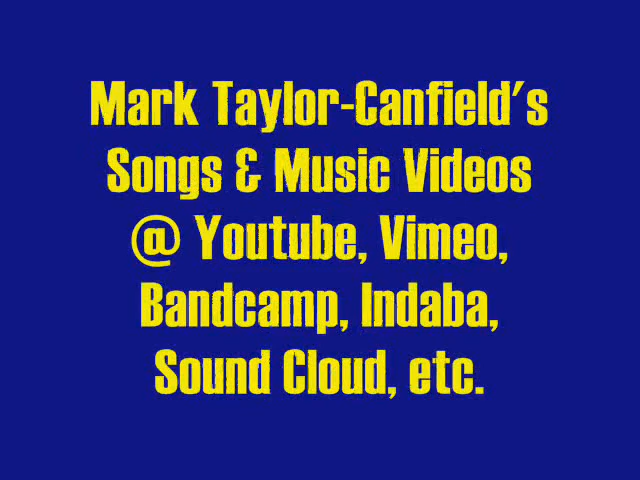 Mark Taylor-Canfield's
Songs & Music Videos
@ Youtube, Vimeo,
Bandcamp, Indaba,
Sound Cloud, etc.